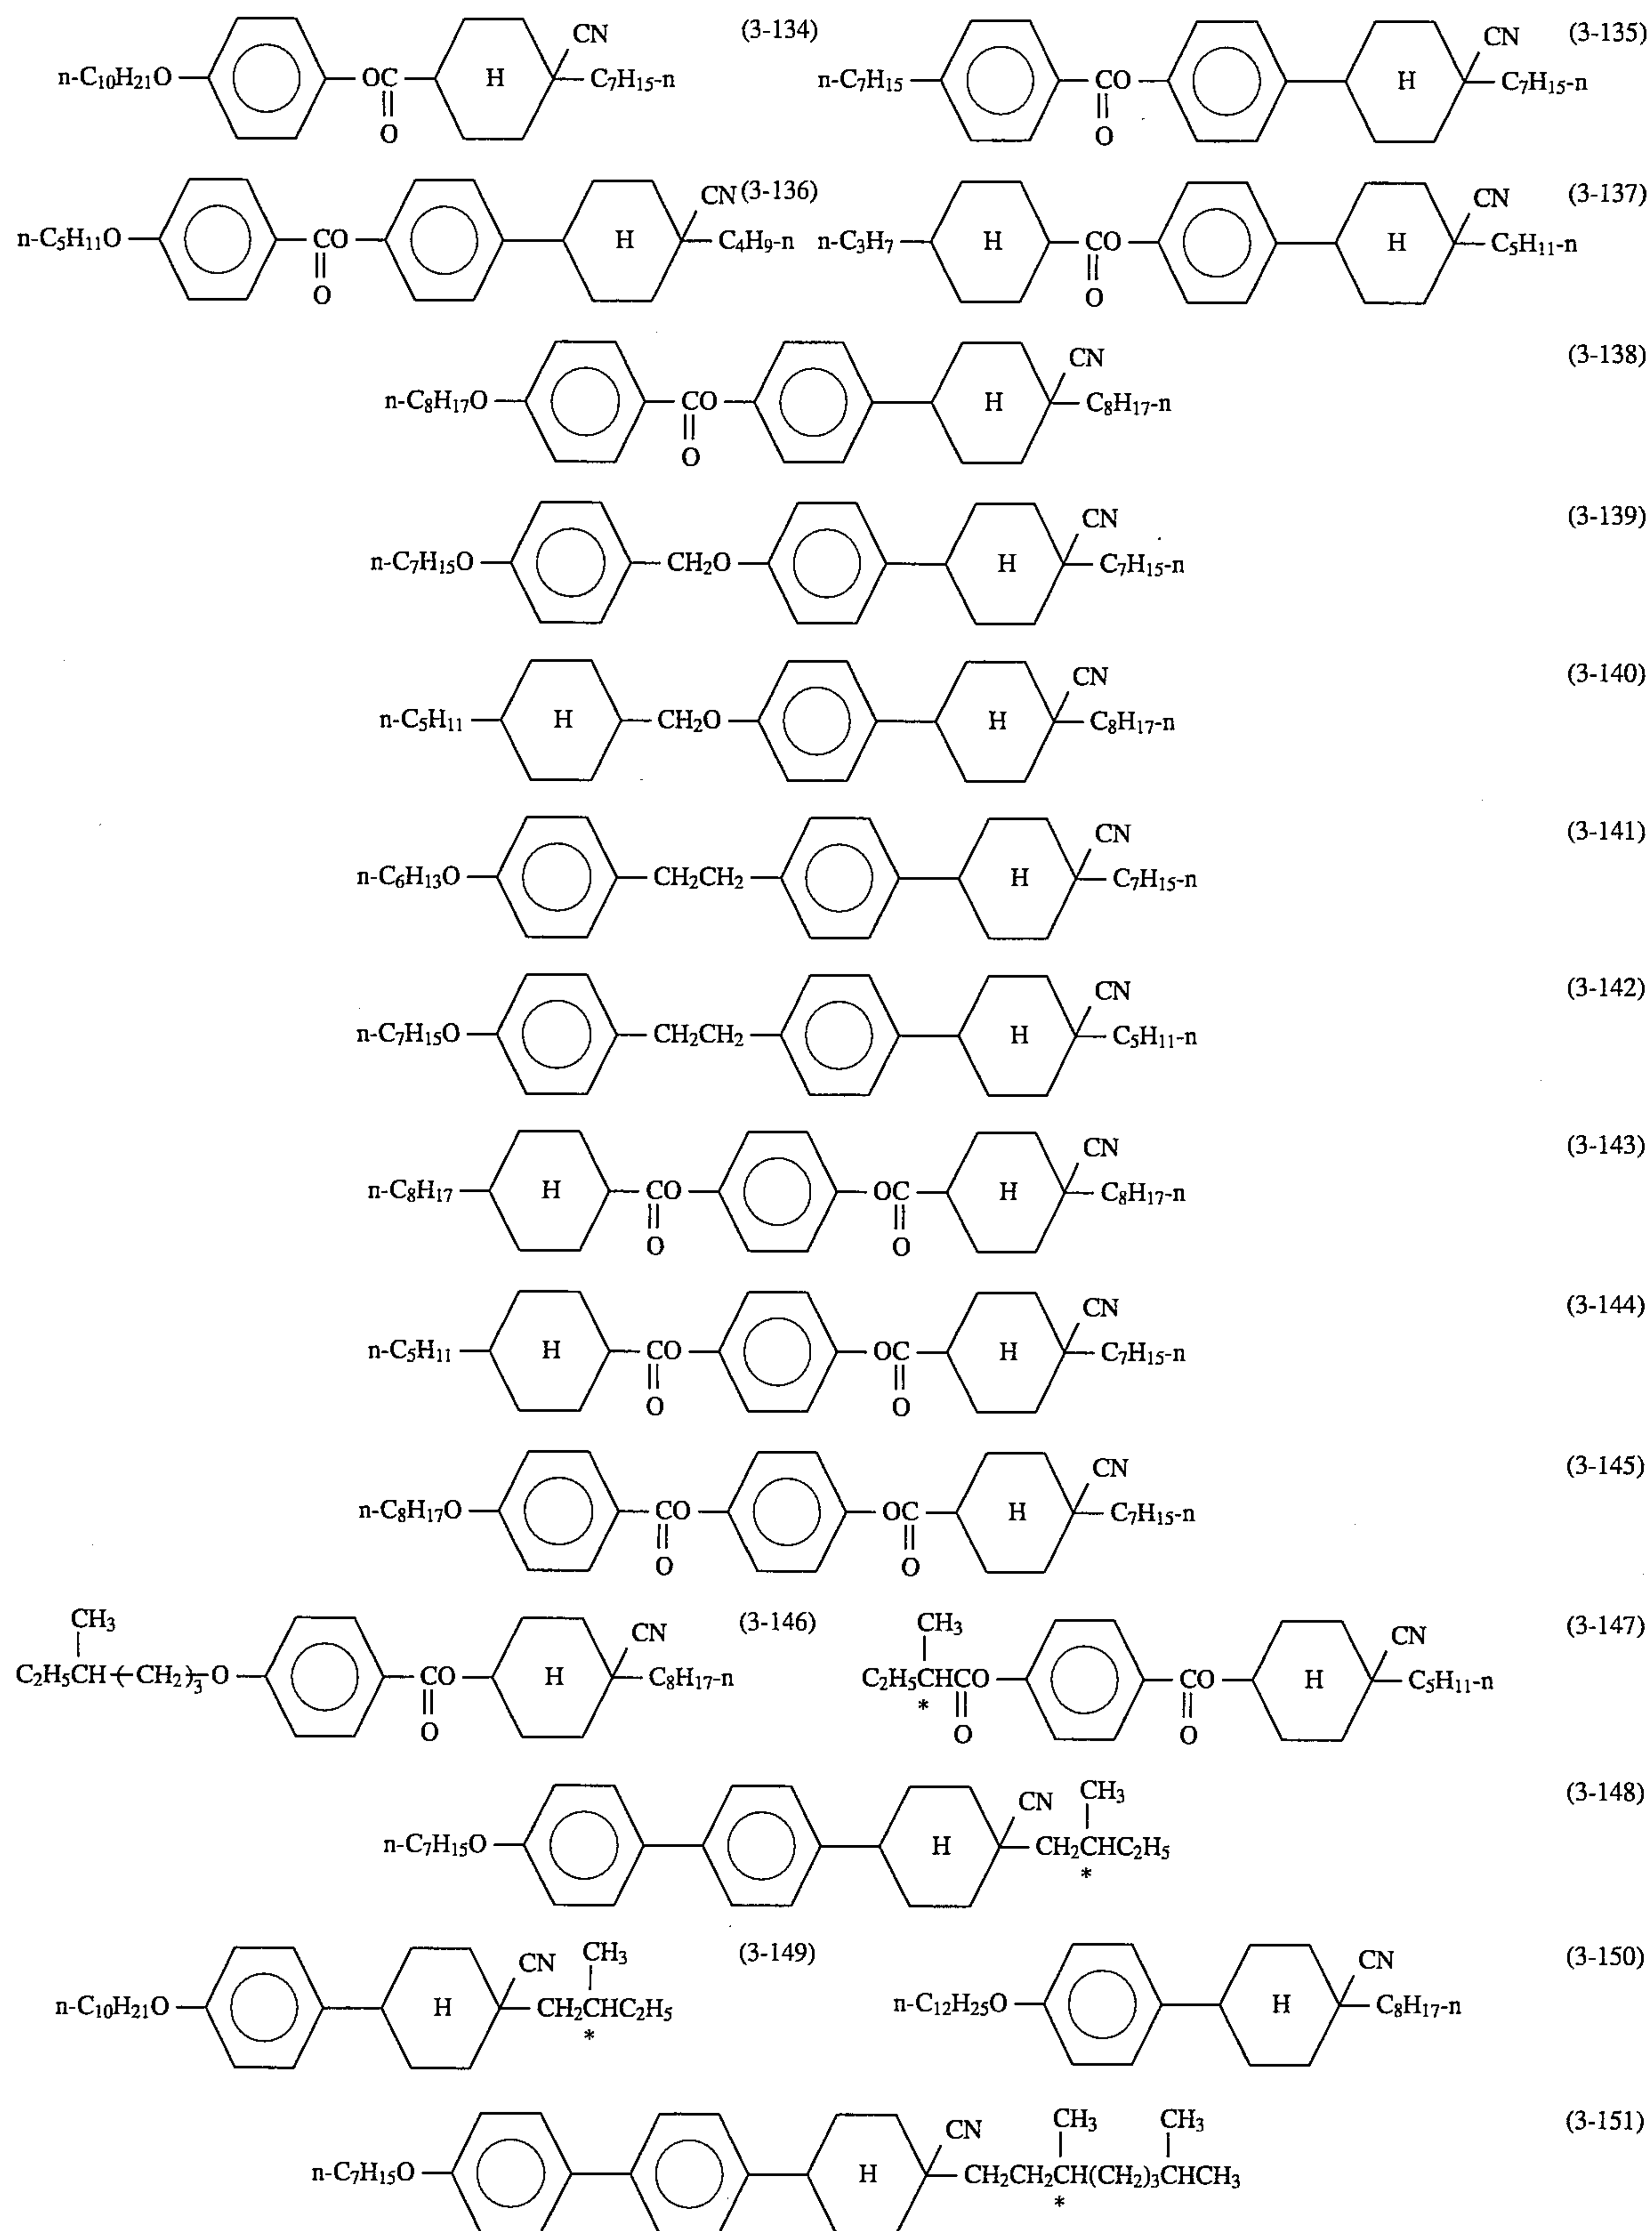 n-C10H21O OC O H CN C7H15-n (3-134)
n-C7H15 CO O H CN C7H15-n (3-135)
n-C5H11O CO O H CN C4H9-n (3-136)
n-C3H7 H CO O H CN C5H11-n (3-137)
n-C8H17O CO O H CN C8H17-n (3-138)
n-C7H15O CH2O H CN C7H15-n (3-139)
n-C5H11 H CH2O H CN C8H17-n (3-140)
n-C6H13O CH2CH2 H CN C7H15-n (3-141)
n-C7H15O CH2CH2 H CN C5H11-n (3-142)
n-C8H17 H CO O OC O H CN C8H17-n (3-143)
n-C5H11 H CO O OC O H CN C7H15-n (3-144)
n-C8H17O CO O OC O H CN C7H15-n (3-145)
CH3 C2H5CH(CH2)3O CO O H CN C8H17-n (3-146)
CH3 C2H5CHCO * O CO O H CN C5H11-n (3-147)
n-C7H15O H CN CH3 CH2CHC2H5 * (3-148)
n-C10H21O H CN CH3 CH2CHC2H5 * (3-149)
n-C12H25O H CN C8H17-n (3-150)
n-C7H15O H CN CH3 CH3 CH2CH2CH(CH2)3CHCH3 * (3-151)